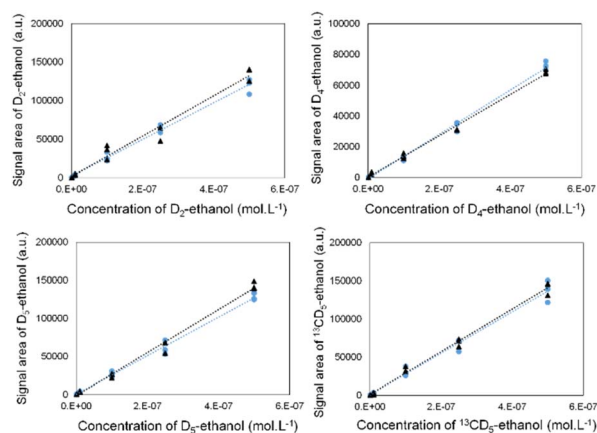 Signal area of D2-ethanol (a.u.)
200000
150000
100000
50000
0
0.E+00 2.E-07 4.E-07 6.E-07
Concentration of D2-ethanol (mol.L-1)
Signal area of D4-ethanol (a.u.)
100000
80000
60000
40000
20000
0
0.E+00 2.E-07 4.E-07 6.E-07
Concentration of D4-ethanol (mol.L-1)
Signal area of D5-ethanol (a.u.)
200000
150000
100000
50000
0
0.E+00 2.E-07 4.E-07 6.E-07
Concentration of D5-ethanol (mol.L-1)
Signal area of 13CD5-ethanol (a.u.)
200000
150000
100000
50000
0
0.E+00 2.E-07 4.E-07 6.E-07
Concentration of 13CD5-ethanol (mol.L-1)